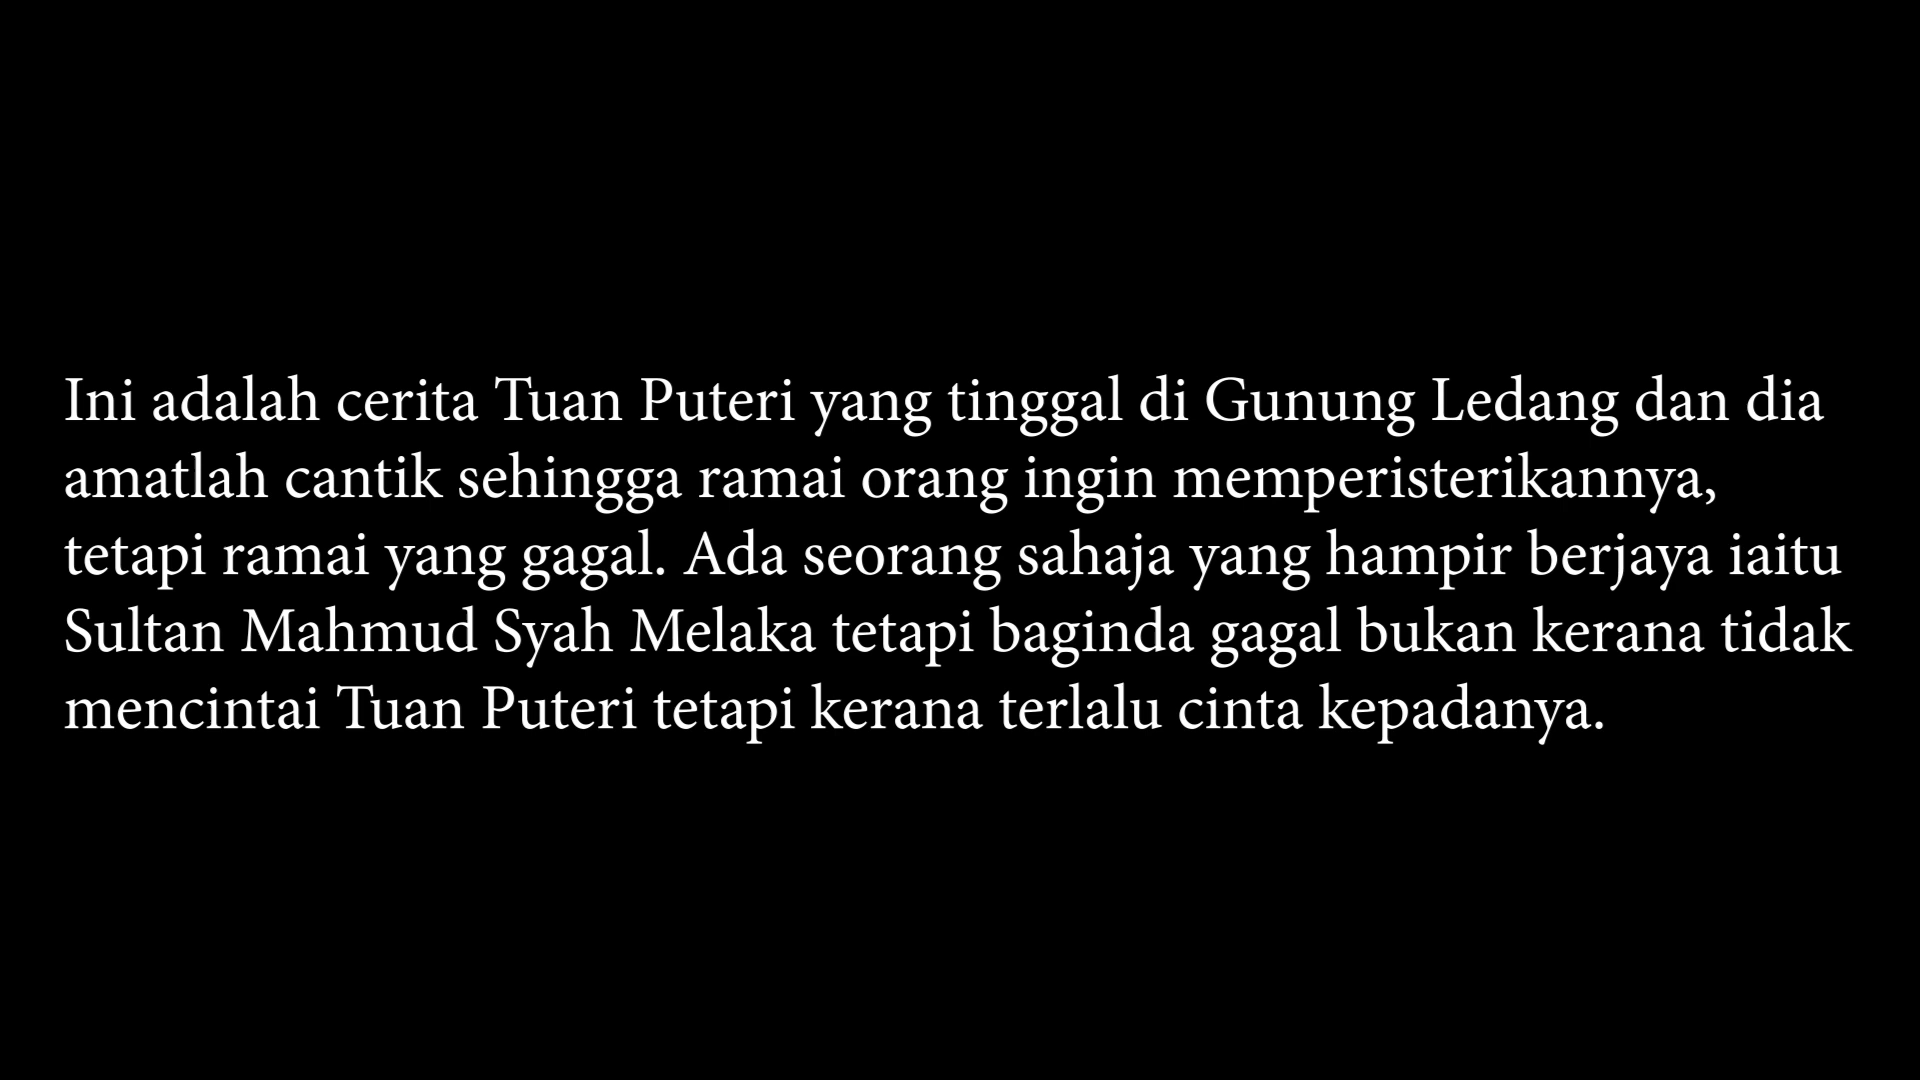 Ini adalah cerita Tuan Puteri yang tinggal di Gunung Ledang dan dia
amatlah cantik sehingga ramai orang ingin memperisterikannya,
tetapi ramai yang gagal. Ada seorang sahaja yang hampir berjaya iaitu
Sultan Mahmud Syah Melaka tetapi baginda gagal bukan kerana tidak
mencintai Tuan Puteri tetapi kerana terlalu cinta kepadanya.